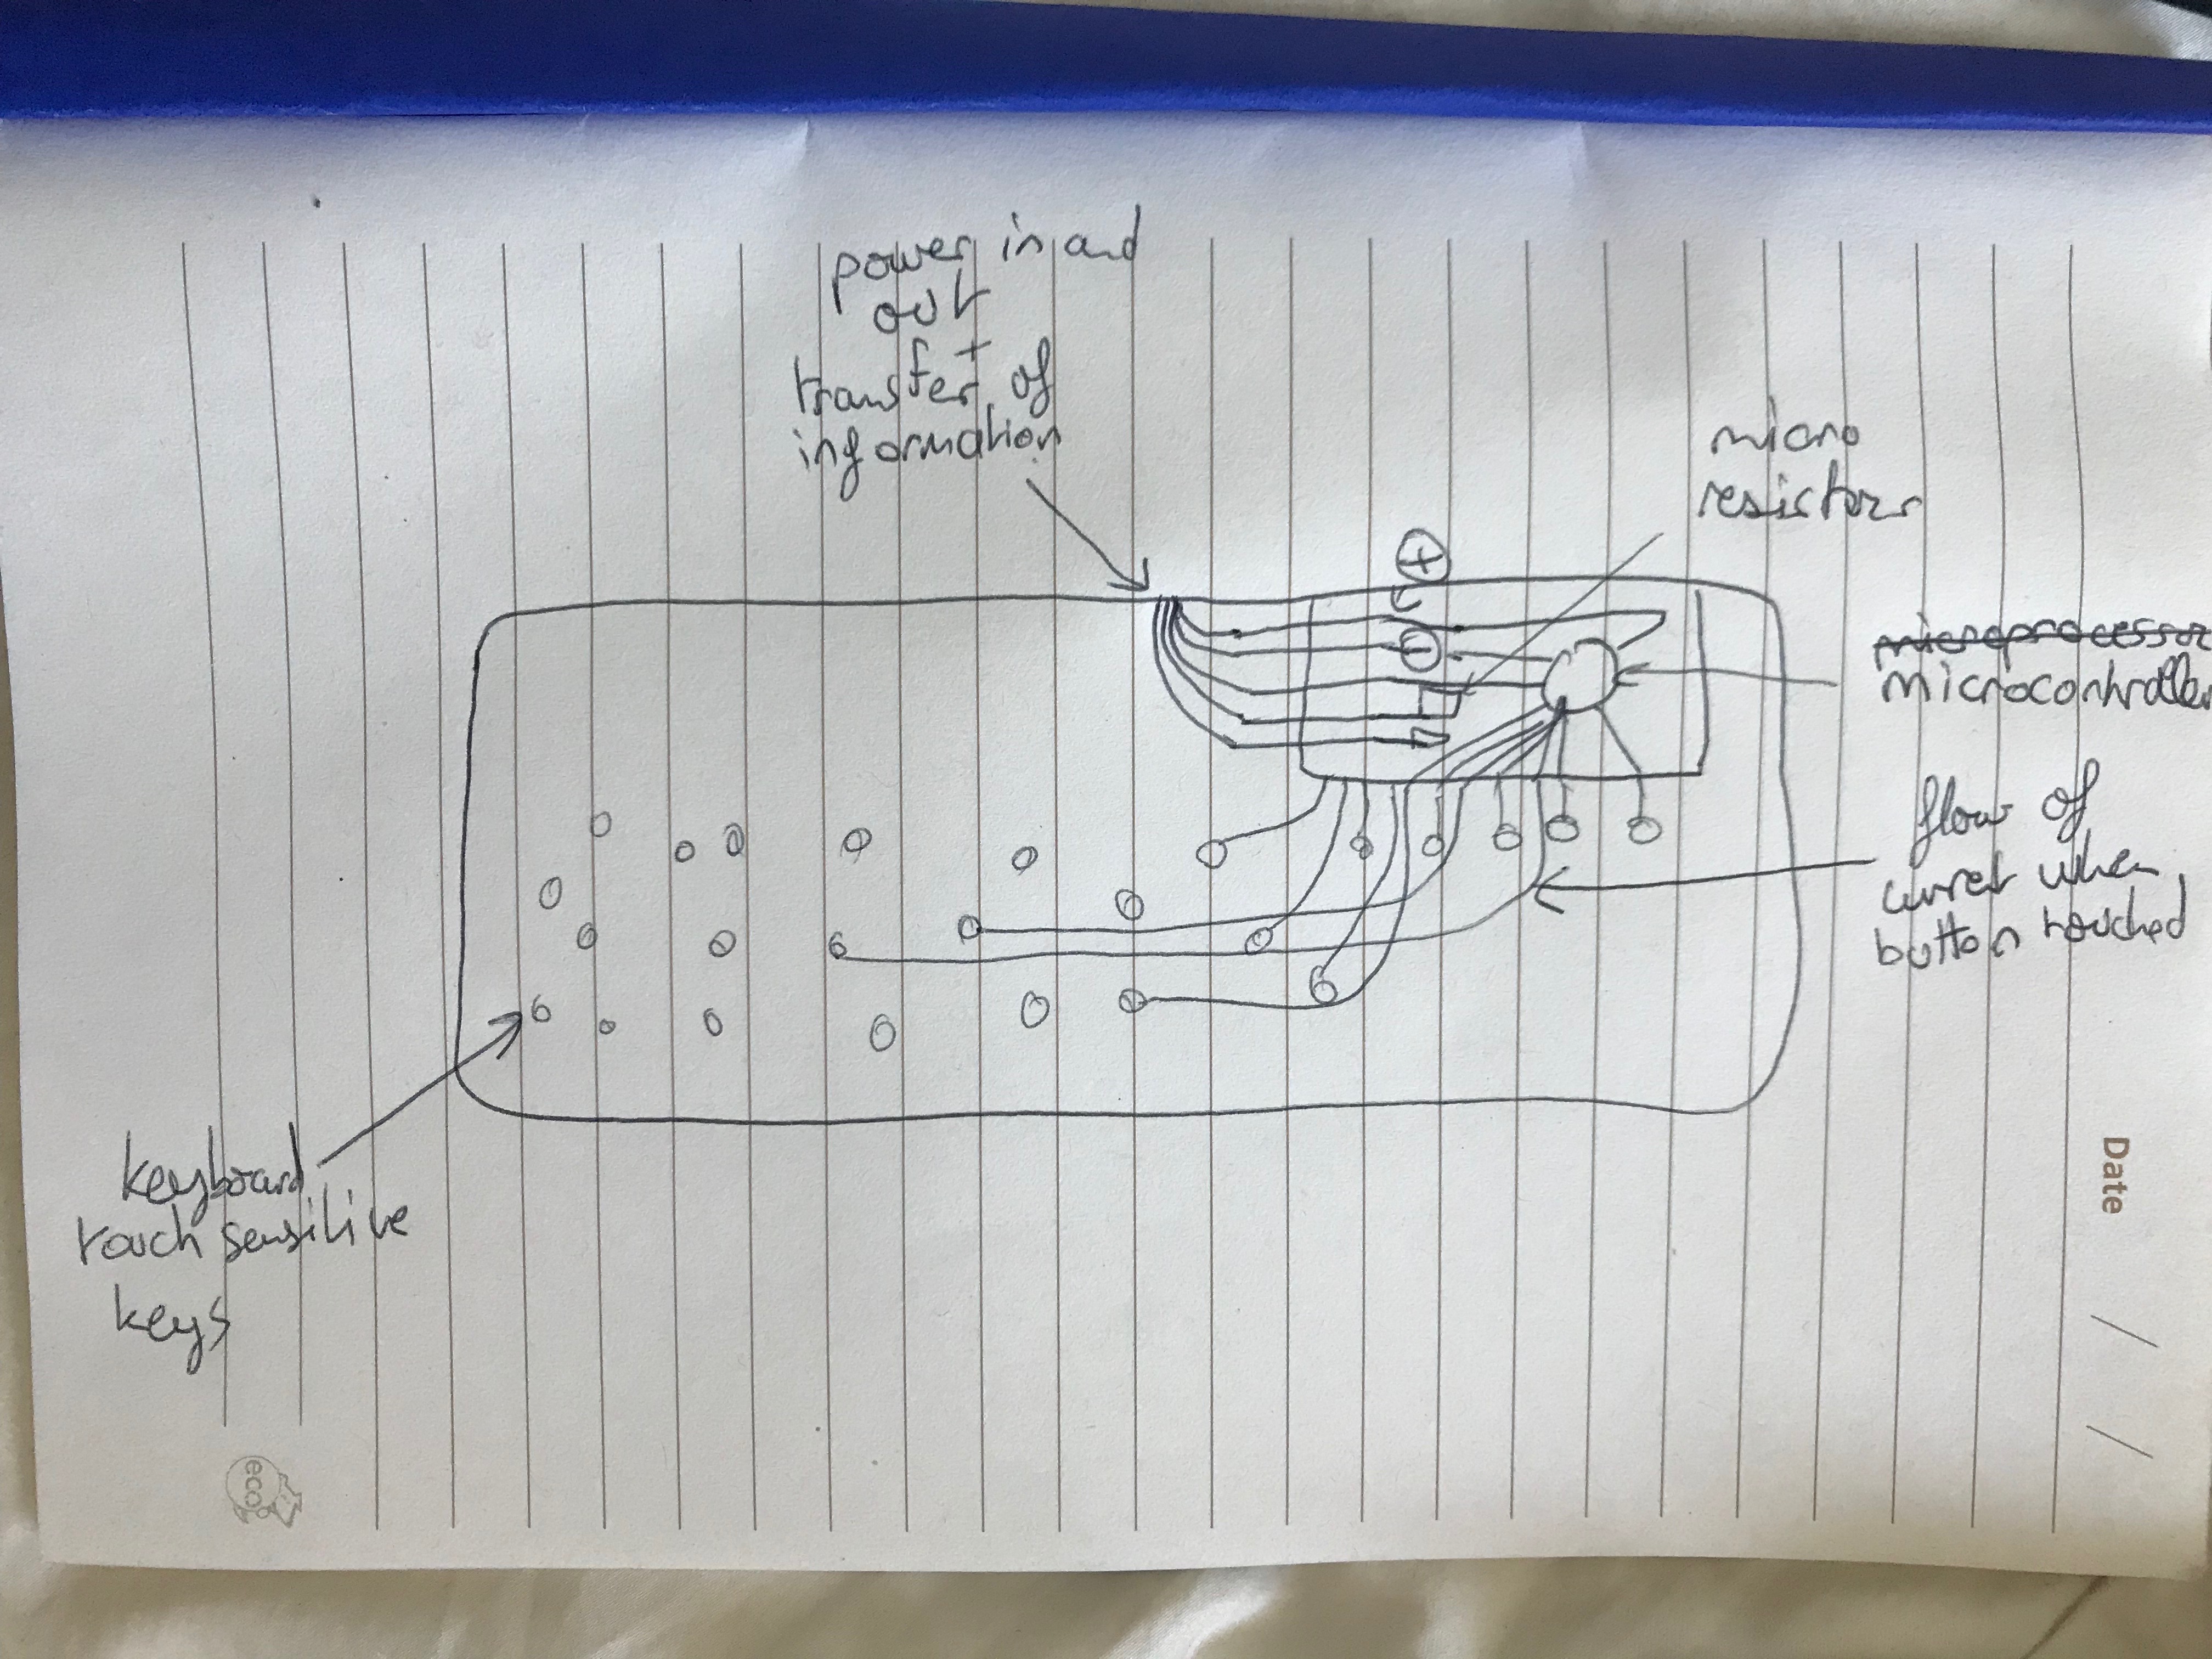 power in and
out
+
transfer of
information
micro
resistors
+
-
microprocessor
microcontroller
flow of
curret when
button touched
keyboard
touch sensitive
keys
Date
/
/
eco